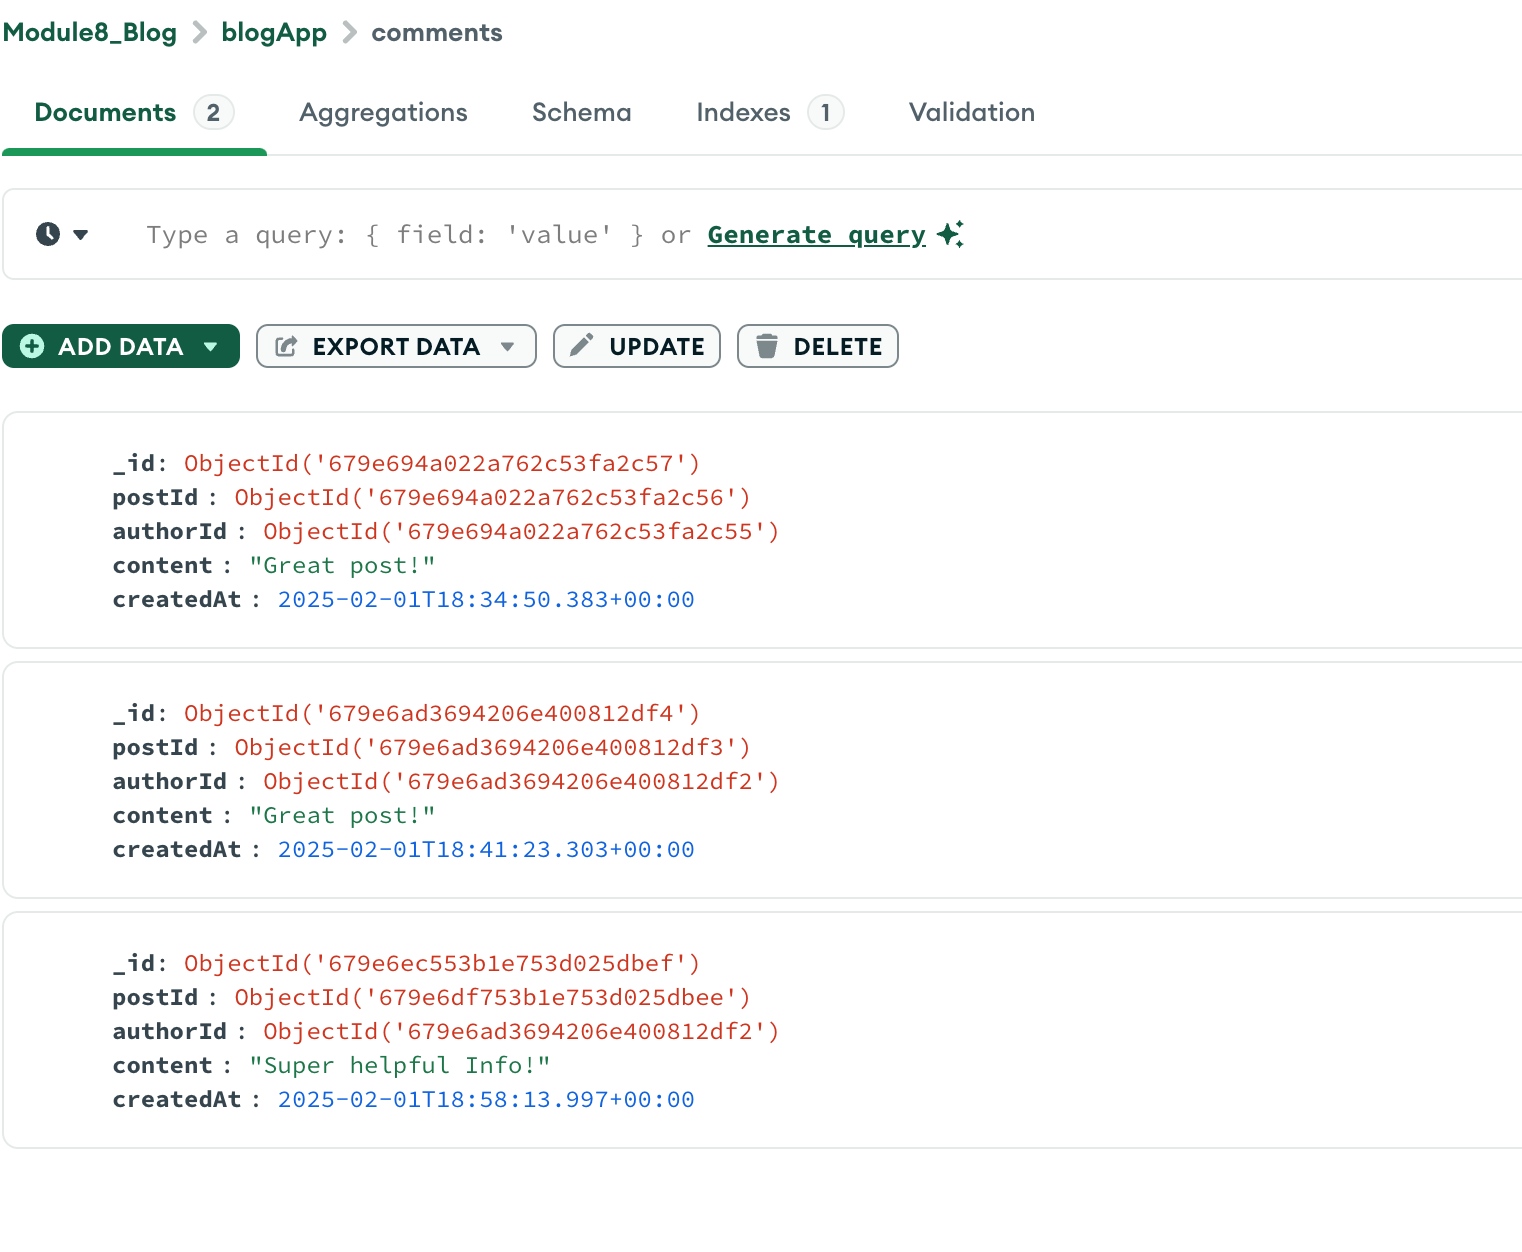 Module8_Blog > blogApp > comments
Documents 2 Aggregations Schema Indexes 1 Validation
Type a query: { field: 'value' } or Generate query
ADD DATA EXPORT DATA UPDATE DELETE
_id: ObjectId('679e694a022a762c53fa2c57')
postId : ObjectId('679e694a022a762c53fa2c56')
authorId : ObjectId('679e694a022a762c53fa2c55')
content : "Great post!"
createdAt : 2025-02-01T18:34:50.383+00:00
_id: ObjectId('679e6ad3694206e400812df4')
postId : ObjectId('679e6ad3694206e400812df3')
authorId : ObjectId('679e6ad3694206e400812df2')
content : "Great post!"
createdAt : 2025-02-01T18:41:23.303+00:00
_id: ObjectId('679e6ec553b1e753d025dbef')
postId : ObjectId('679e6df753b1e753d025dbee')
authorId : ObjectId('679e6ad3694206e400812df2')
content : "Super helpful Info!"
createdAt : 2025-02-01T18:58:13.997+00:00